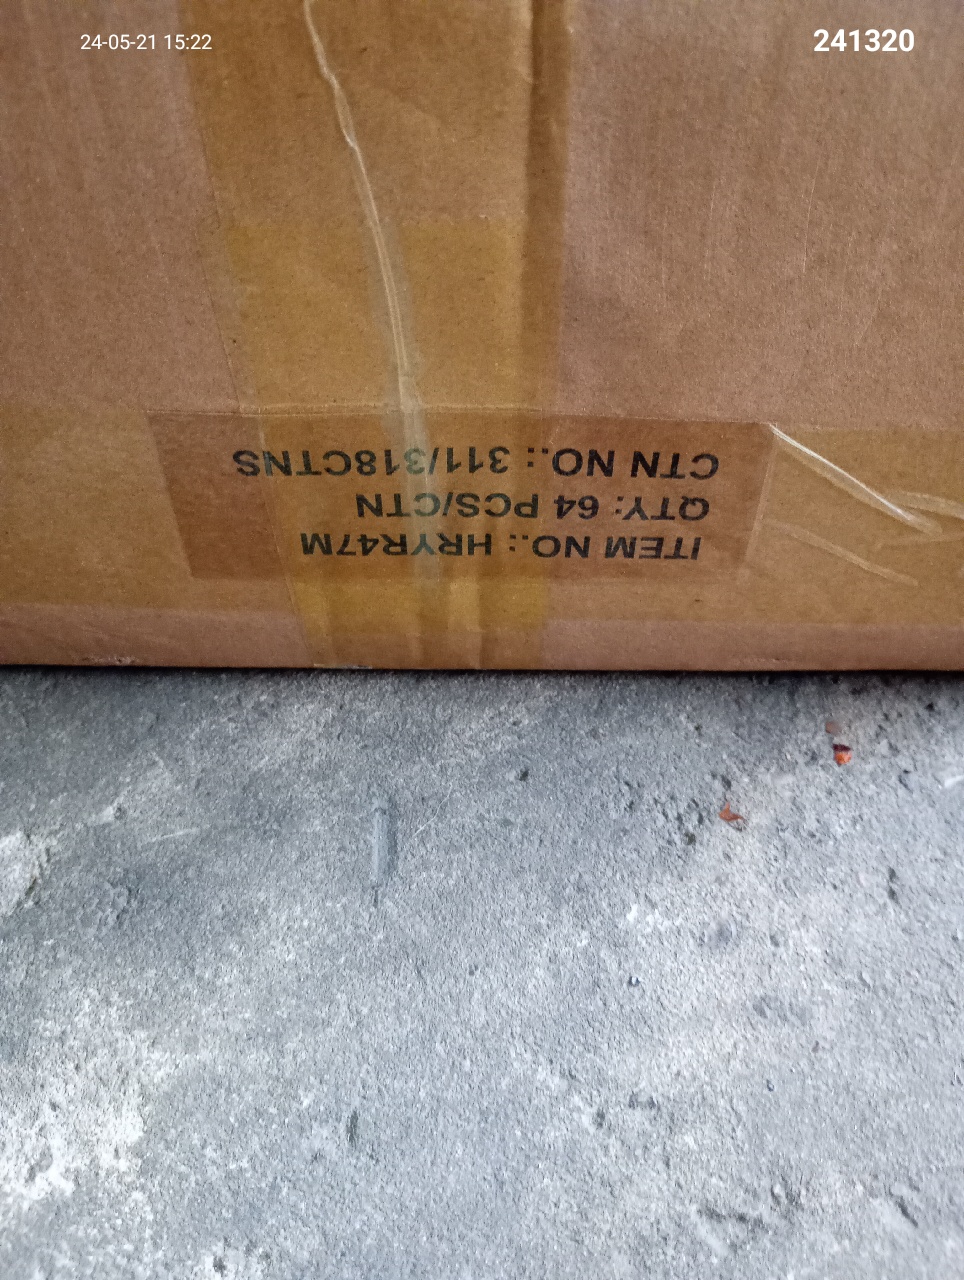 24-05-21 15:22
241320
ITEM NO.: HRYR47M
QTY: 64 PCS/CTN
CTN NO.: 311/318CTNS